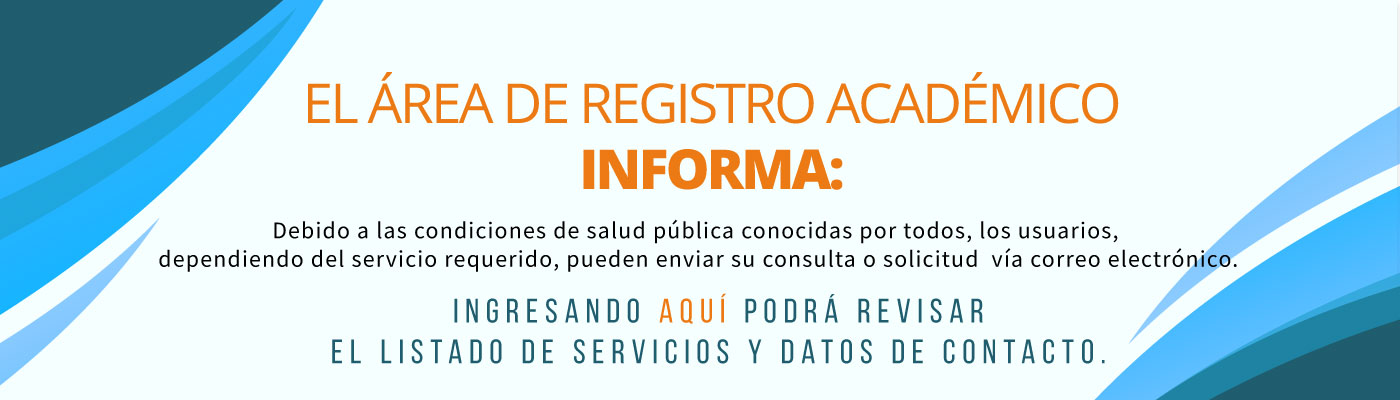 EL ÁREA DE REGISTRO ACADÉMICO
INFORMA:
Debido a las condiciones de salud pública conocidas por todos, los usuarios,
dependiendo del servicio requerido, pueden enviar su consulta o solicitud  vía correo electrónico.
INGRESANDO AQUÍ PODRÁ REVISAR
EL LISTADO DE SERVICIOS Y DATOS DE CONTACTO.